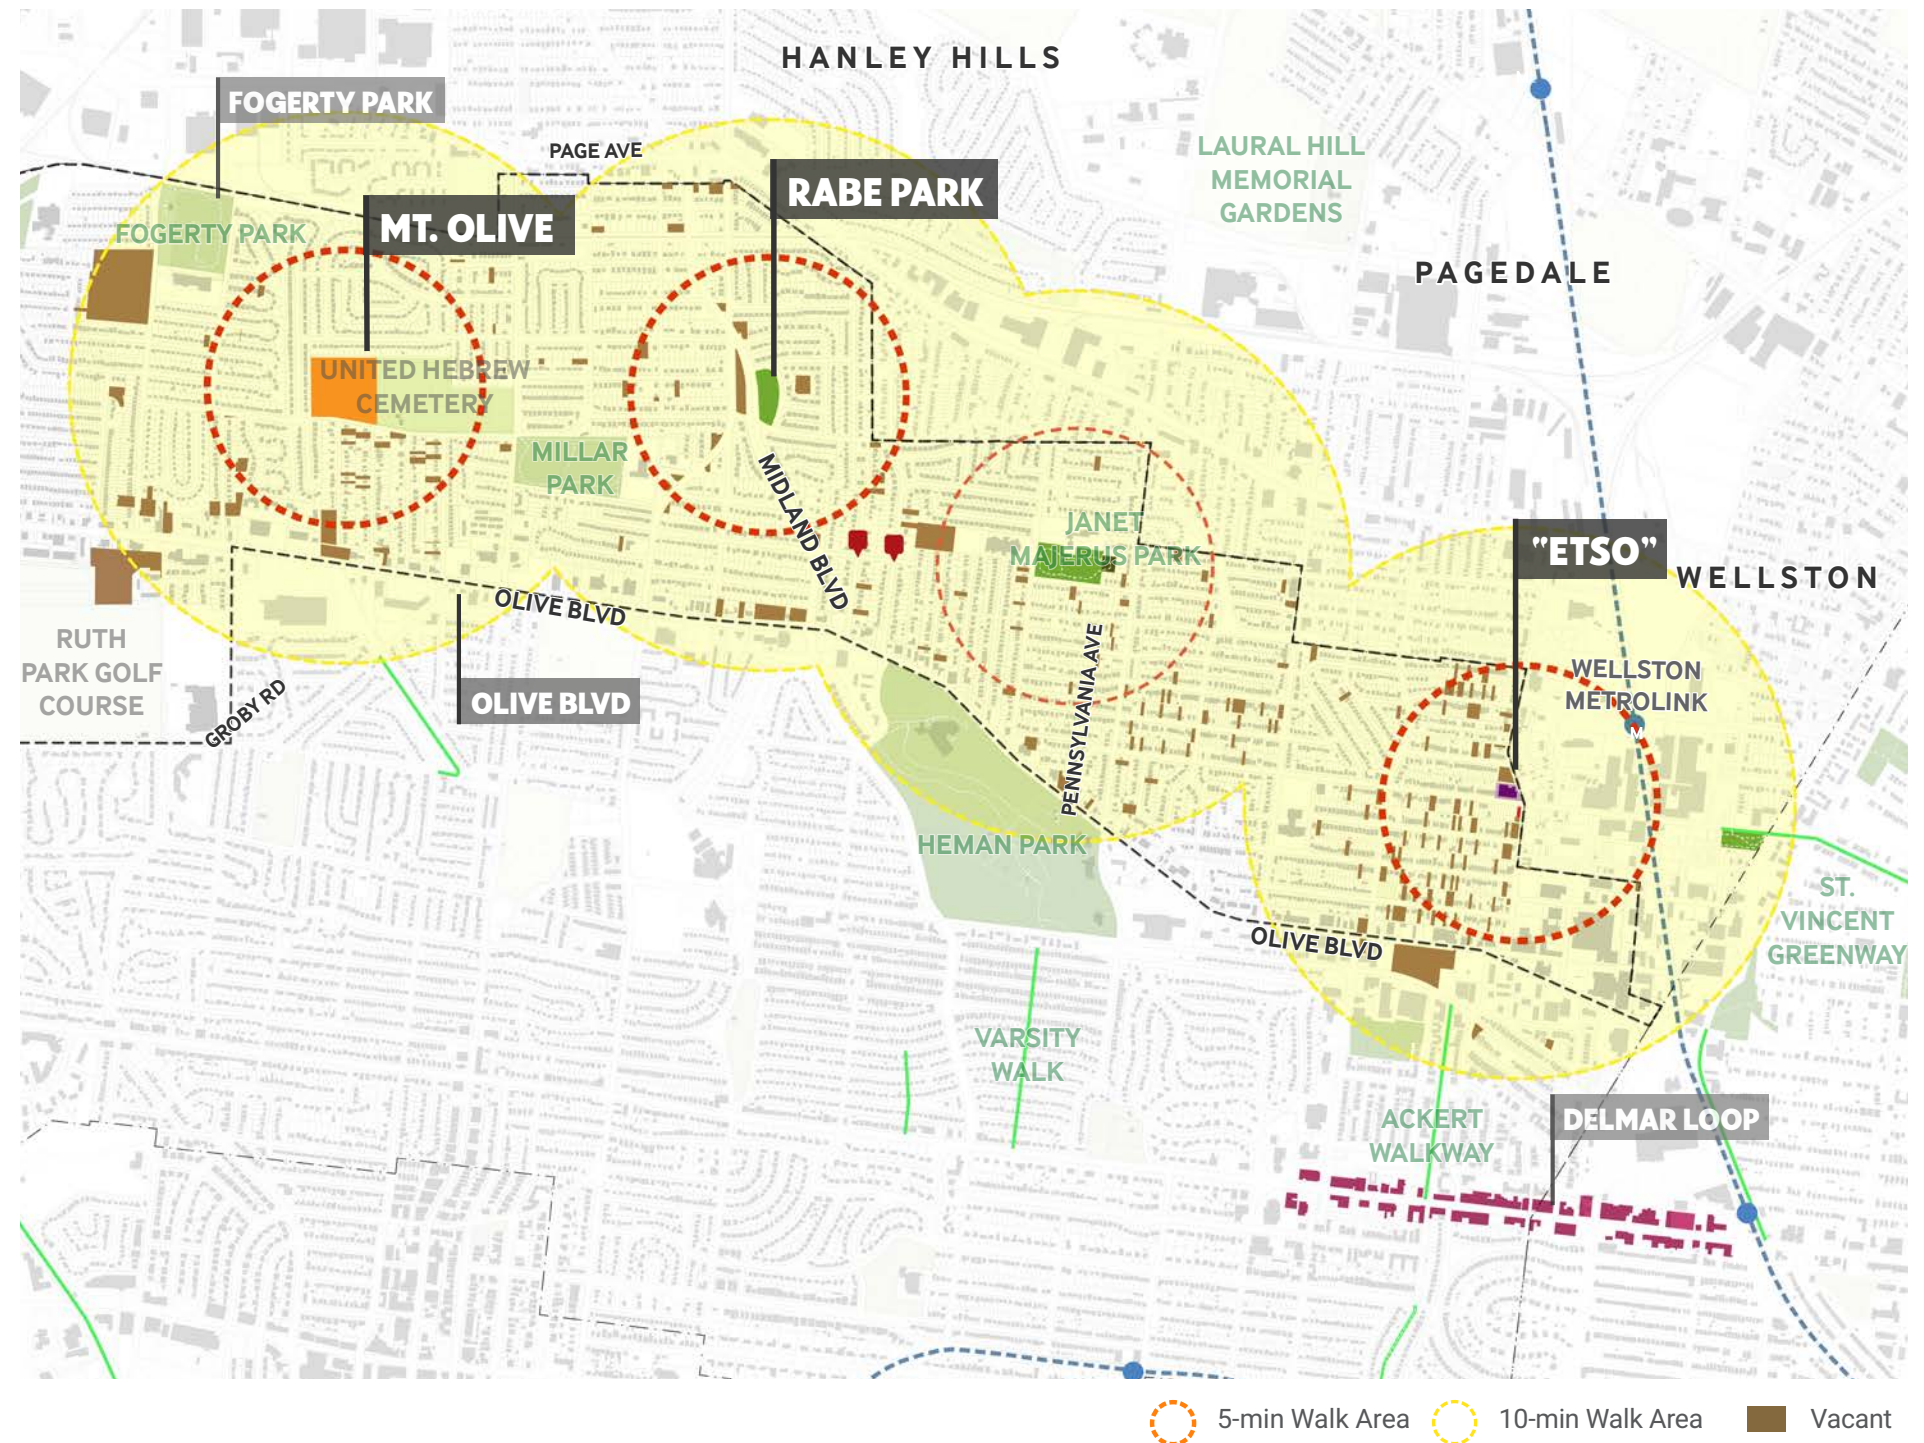 HANLEY HILLS
FOGERTY PARK
PAGE AVE
LAURAL HILL
MEMORIAL
GARDENS
RABE PARK
MT. OLIVE
FOGERTY PARK
PAGEDALE
UNITED HEBREW
CEMETERY
MILLAR
PARK
MIDLAND BLVD
JANET
MAJERUS PARK
"ETSO"
WELLSTON
OLIVE BLVD
RUTH
PARK GOLF
COURSE
GROBY RD
OLIVE BLVD
PENNSYLVANIA AVE
WELLSTON
METROLINK
M
HEMAN PARK
ST.
VINCENT
GREENWAY
OLIVE BLVD
VARSITY
WALK
ACKERT
WALKWAY
DELMAR LOOP
5-min Walk Area
10-min Walk Area
Vacant